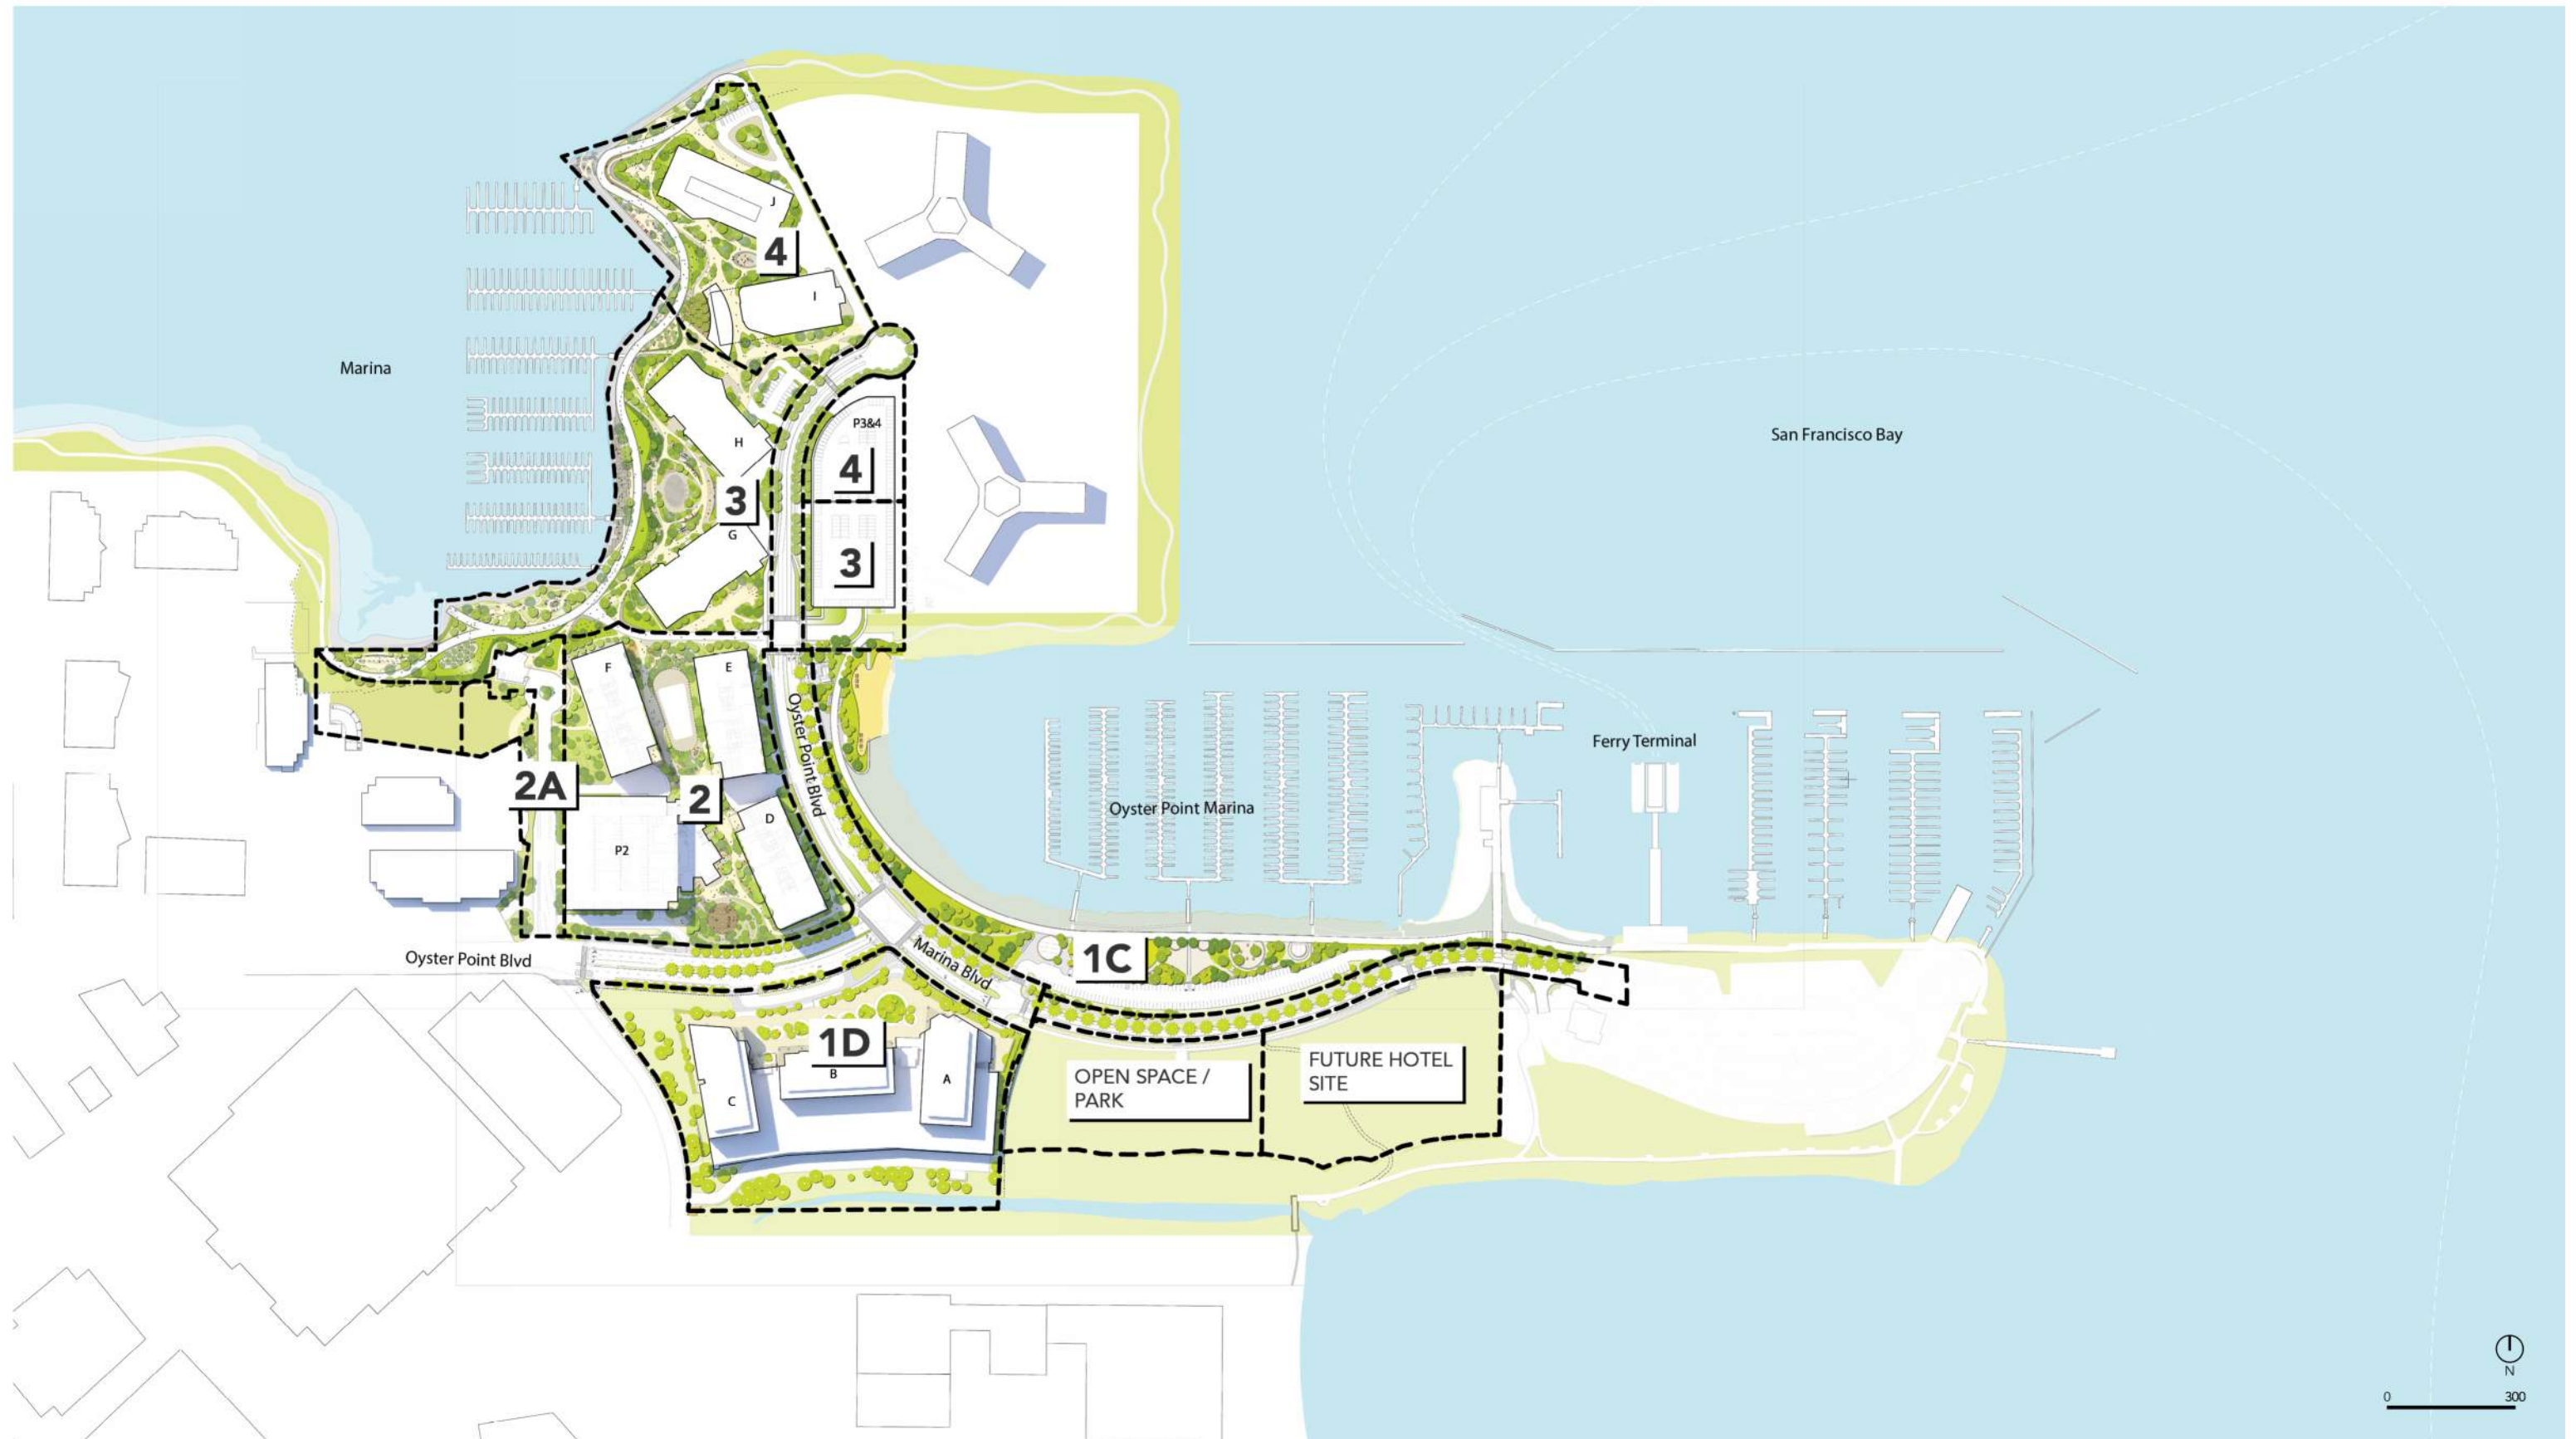 J
4
I
Marina
P3&4
San Francisco Bay
H
4
3
G
3
F
E
Oyster Point Blvd
Ferry Terminal
2A
2
Oyster Point Marina
D
P2
Marina Blvd
Oyster Point Blvd
1C
1D
B
A
C
OPEN SPACE /
PARK
FUTURE HOTEL
SITE
N
0
300